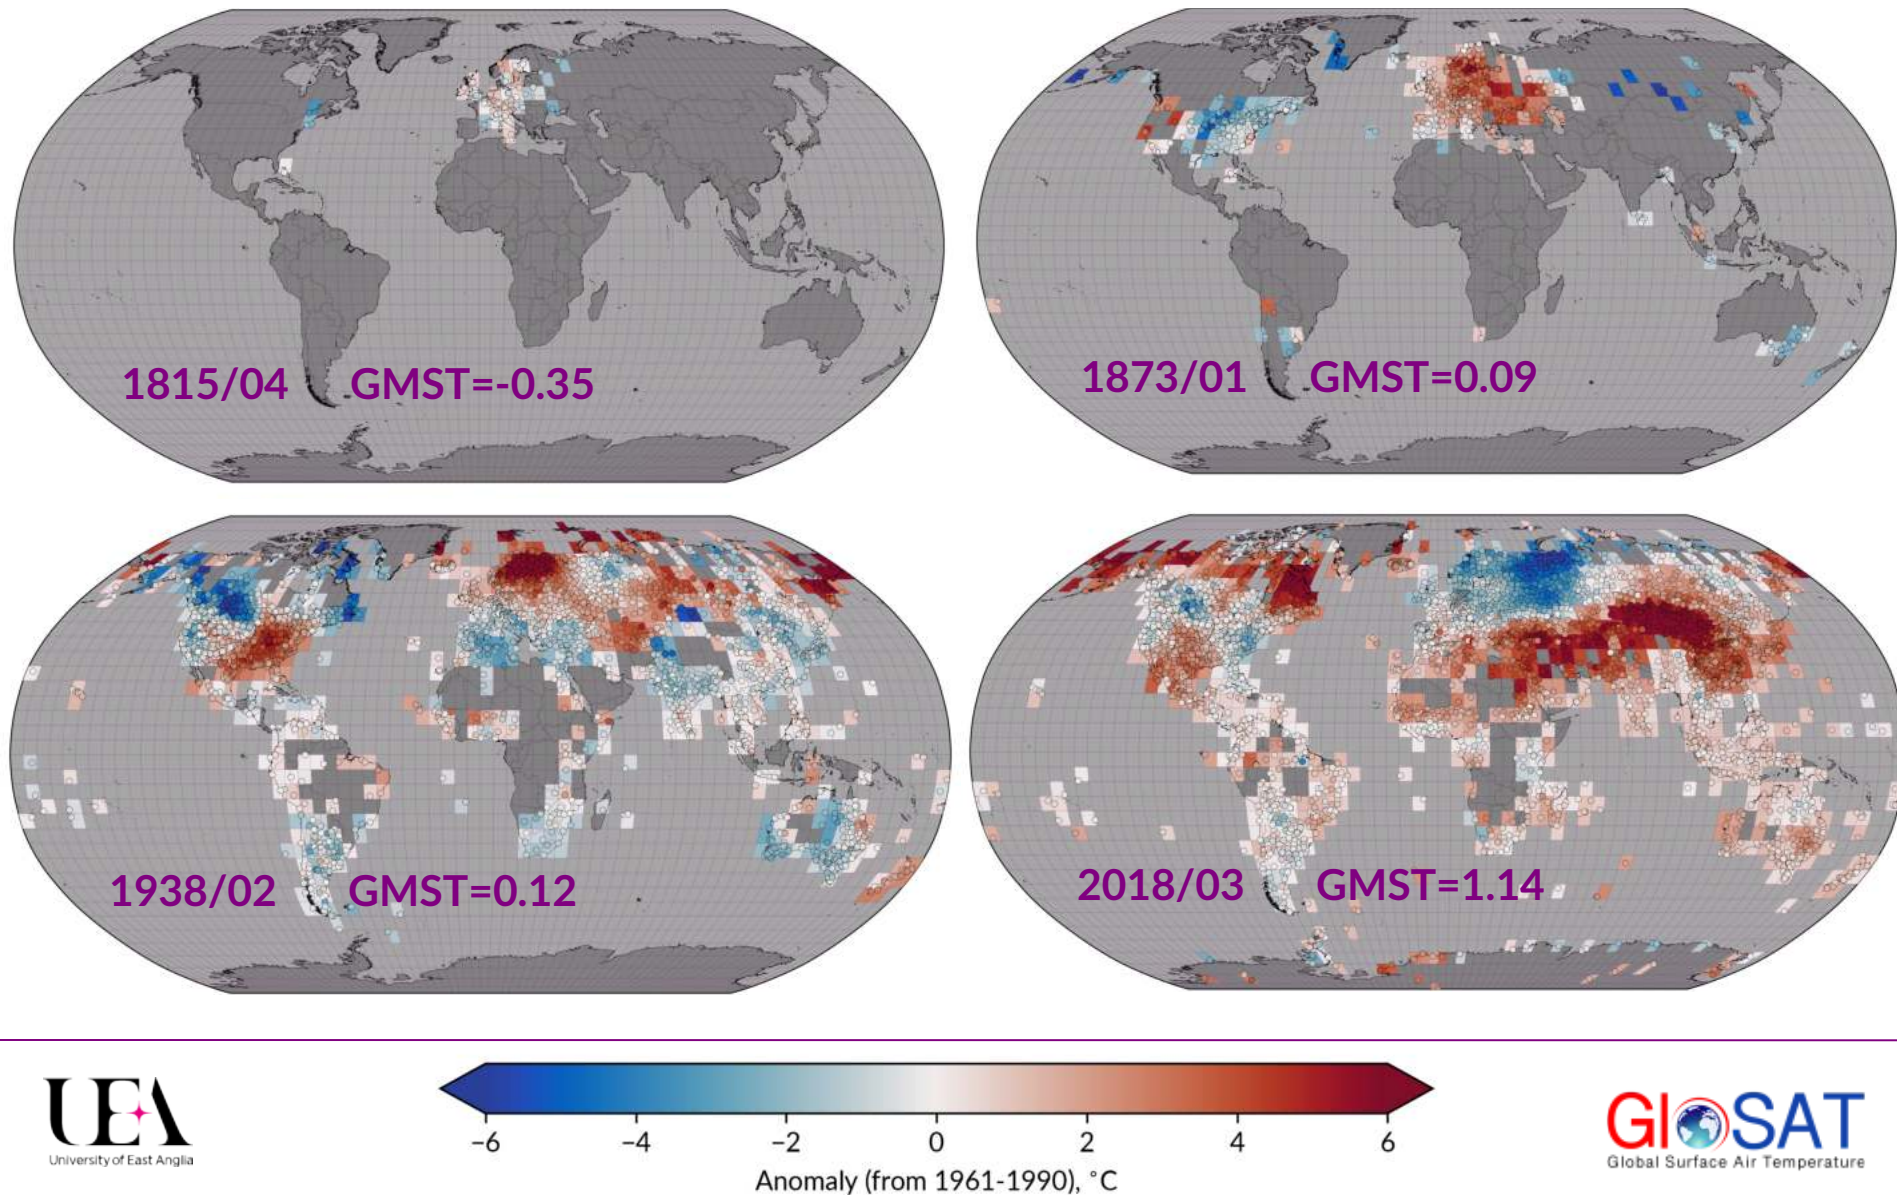 1815/04 GMST=-0.35
1873/01 GMST=0.09
1938/02 GMST=0.12
2018/03 GMST=1.14
UEA
University of East Anglia
−6 −4 −2 0 2 4 6
Anomaly (from 1961-1990), °C
GloSAT
Global Surface Air Temperature